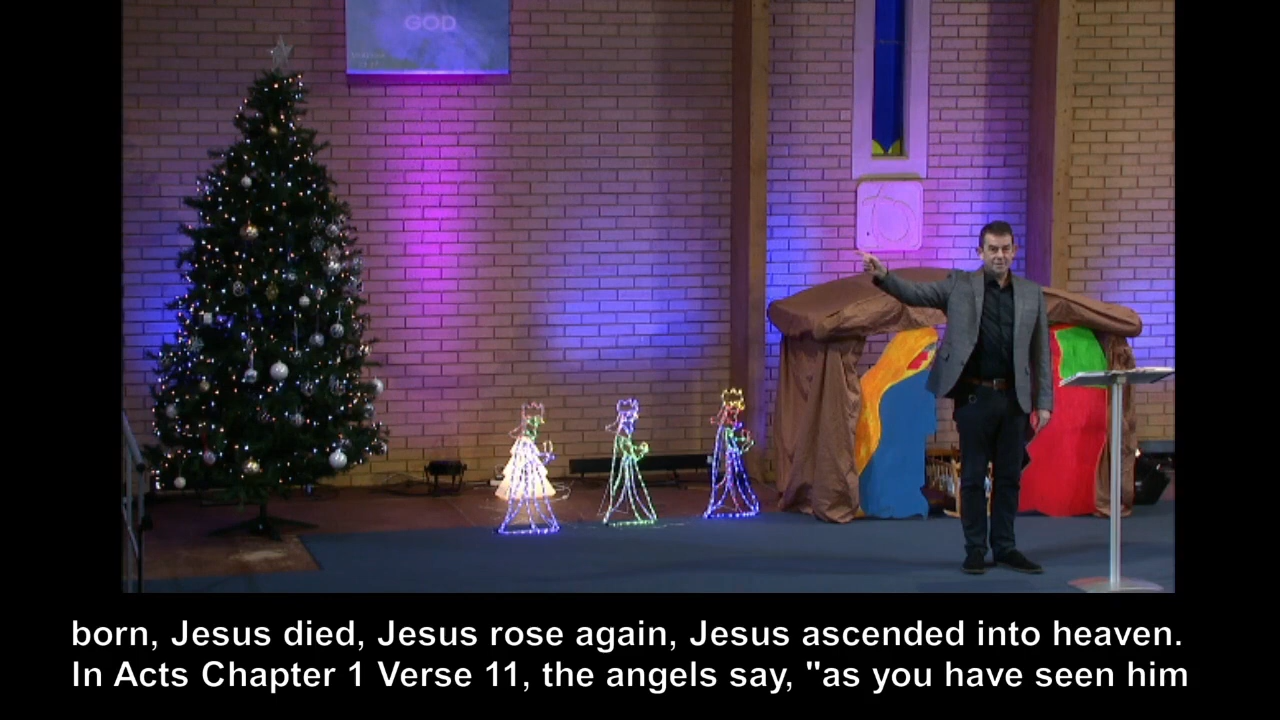 GOD
born, Jesus died, Jesus rose again, Jesus ascended into heaven.
In Acts Chapter 1 Verse 11, the angels say, "as you have seen him